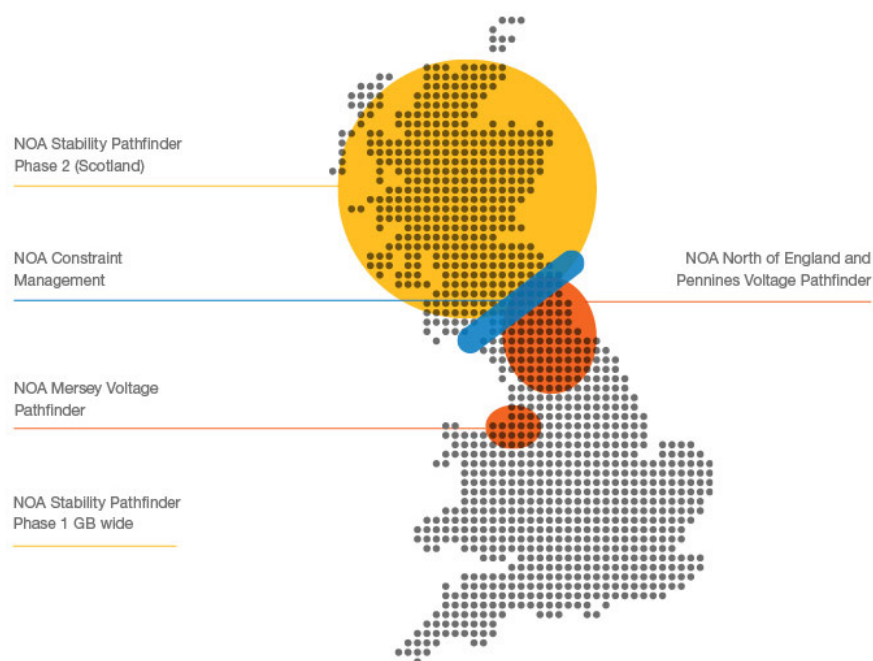 NOA Stability Pathfinder
Phase 2 (Scotland)
NOA Constraint
Management
NOA North of England and
Pennines Voltage Pathfinder
NOA Mersey Voltage
Pathfinder
NOA Stability Pathfinder
Phase 1 GB wide